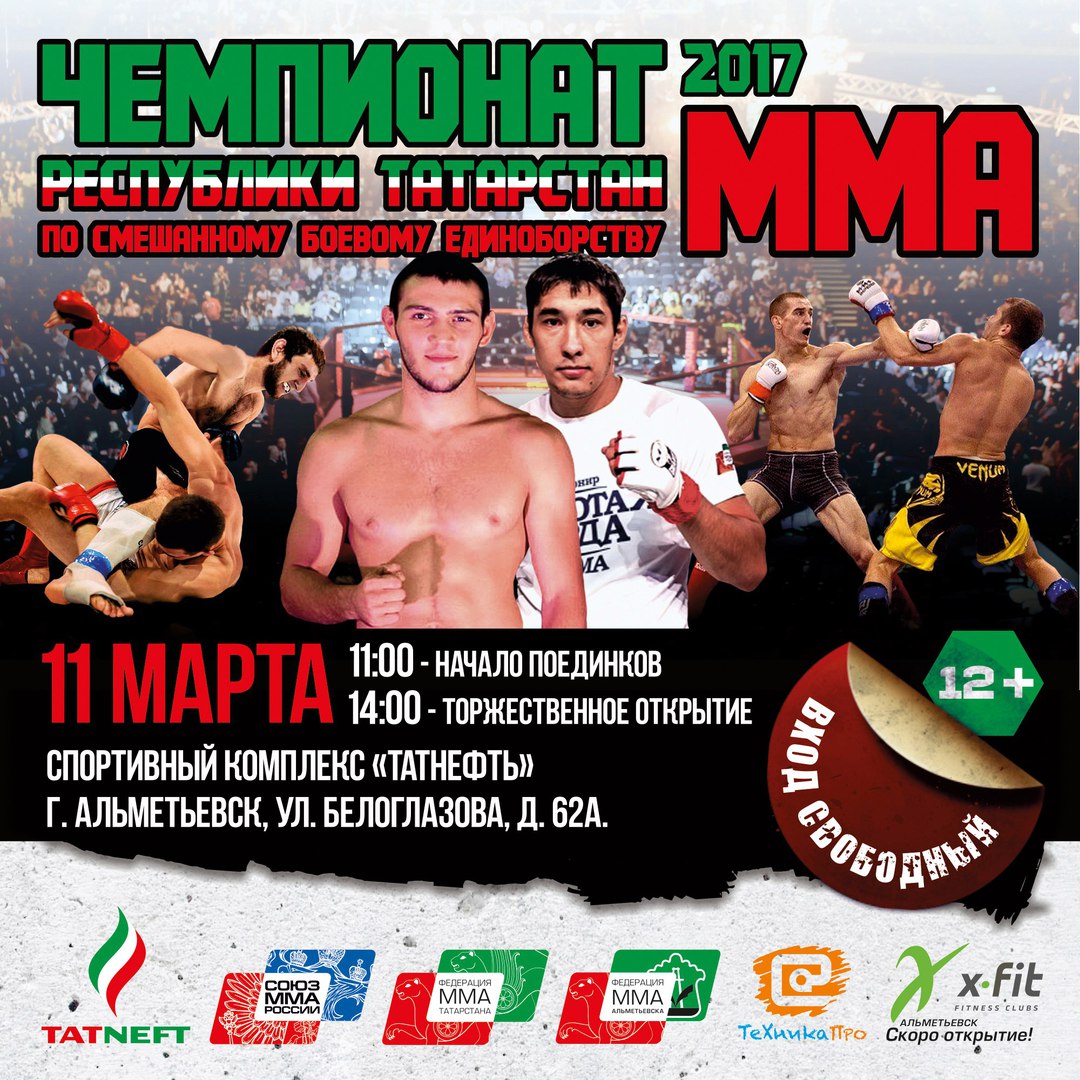 ЧЕМПИОНАТ 2017
РЕСПУБЛИКИ ТАТАРСТАН
ПО СМЕШАННОМУ БОЕВОМУ ЕДИНОБОРСТВУ
ММА
VENUM
11 МАРТА
11:00 - НАЧАЛО ПОЕДИНКОВ
14:00 - ТОРЖЕСТВЕННОЕ ОТКРЫТИЕ
СПОРТИВНЫЙ КОМПЛЕКС «ТАТНЕФТЬ»
Г. АЛЬМЕТЬЕВСК, УЛ. БЕЛОГЛАЗОВА, Д. 62А.
12+
ВХОД СВОБОДНЫЙ
TATNEFT
СОЮЗ
ММА
РОССИИ
ФЕДЕРАЦИЯ
ММА
ТАТАРСТАНА
ФЕДЕРАЦИЯ
ММА
АЛЬМЕТЬЕВСКА
ТеХниКаПро
x-fit
FITNESS CLUBS
АЛЬМЕТЬЕВСК
Скоро открытие!